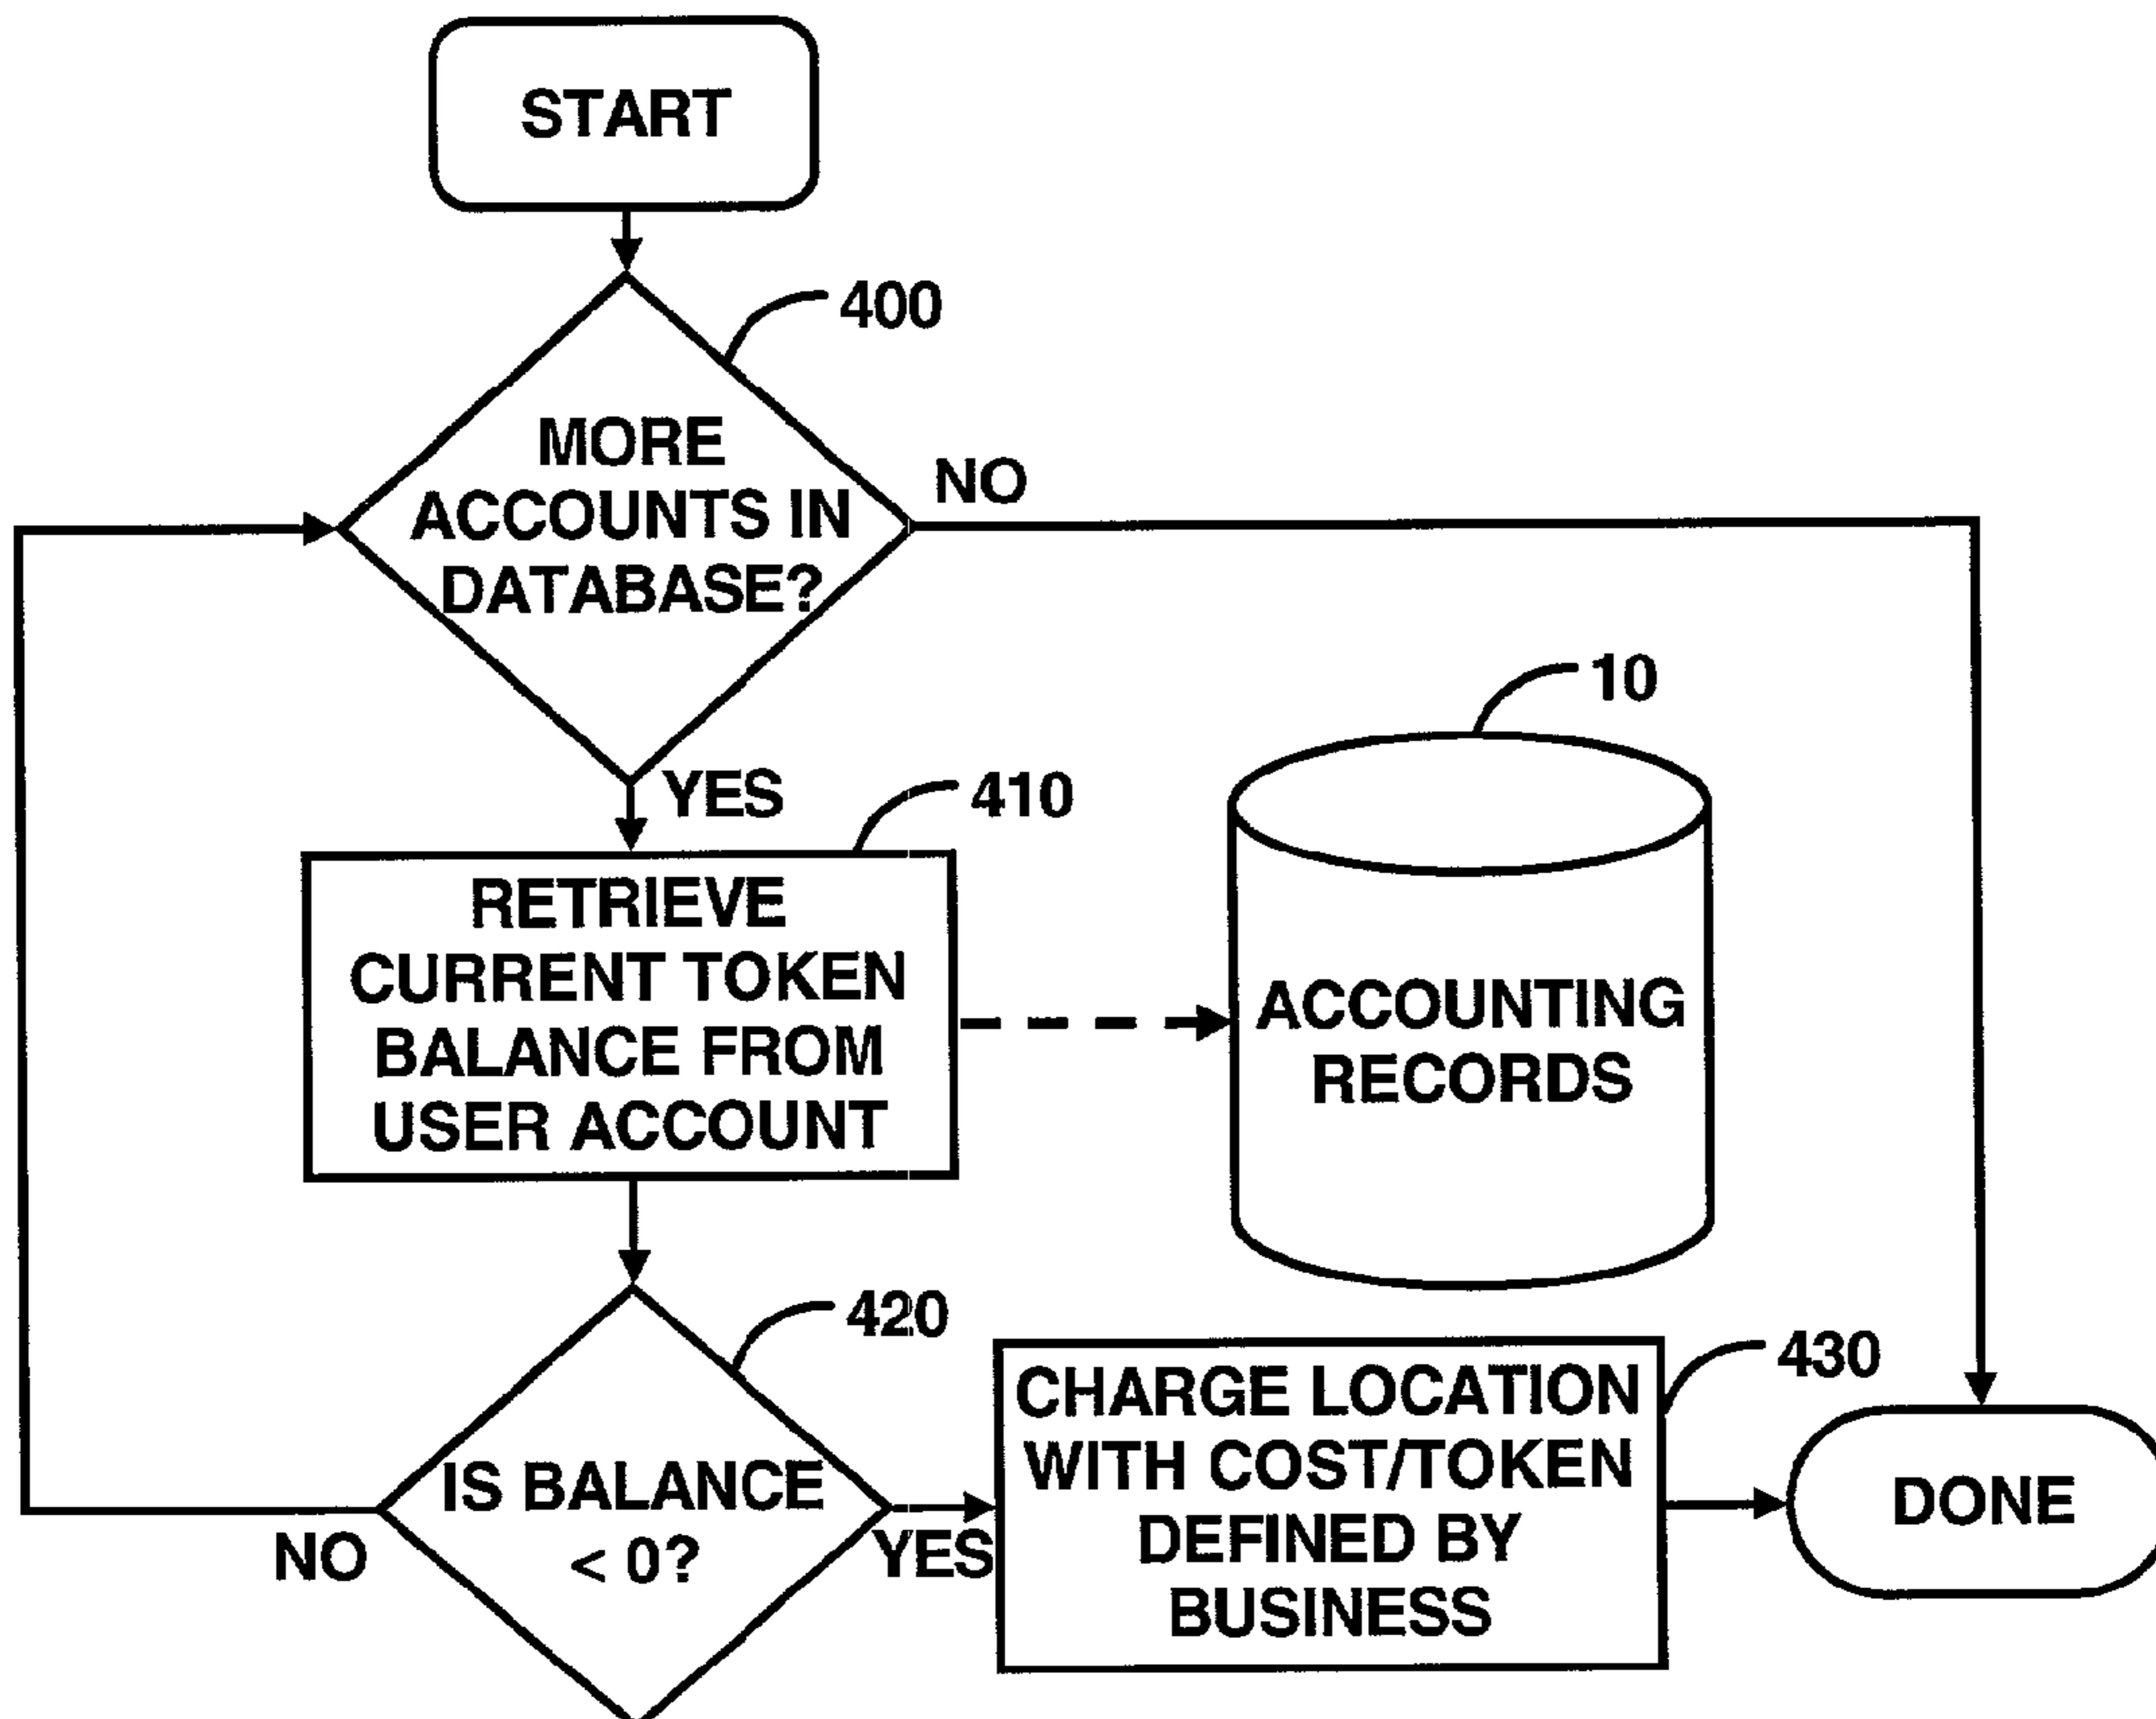 START
400
MORE
ACCOUNTS IN
DATABASE?
NO
YES
410
10
RETRIEVE
CURRENT TOKEN
BALANCE FROM
USER ACCOUNT
ACCOUNTING
RECORDS
420
IS BALANCE
< 0?
NO
YES
430
CHARGE LOCATION
WITH COST/TOKEN
DEFINED BY
BUSINESS
DONE